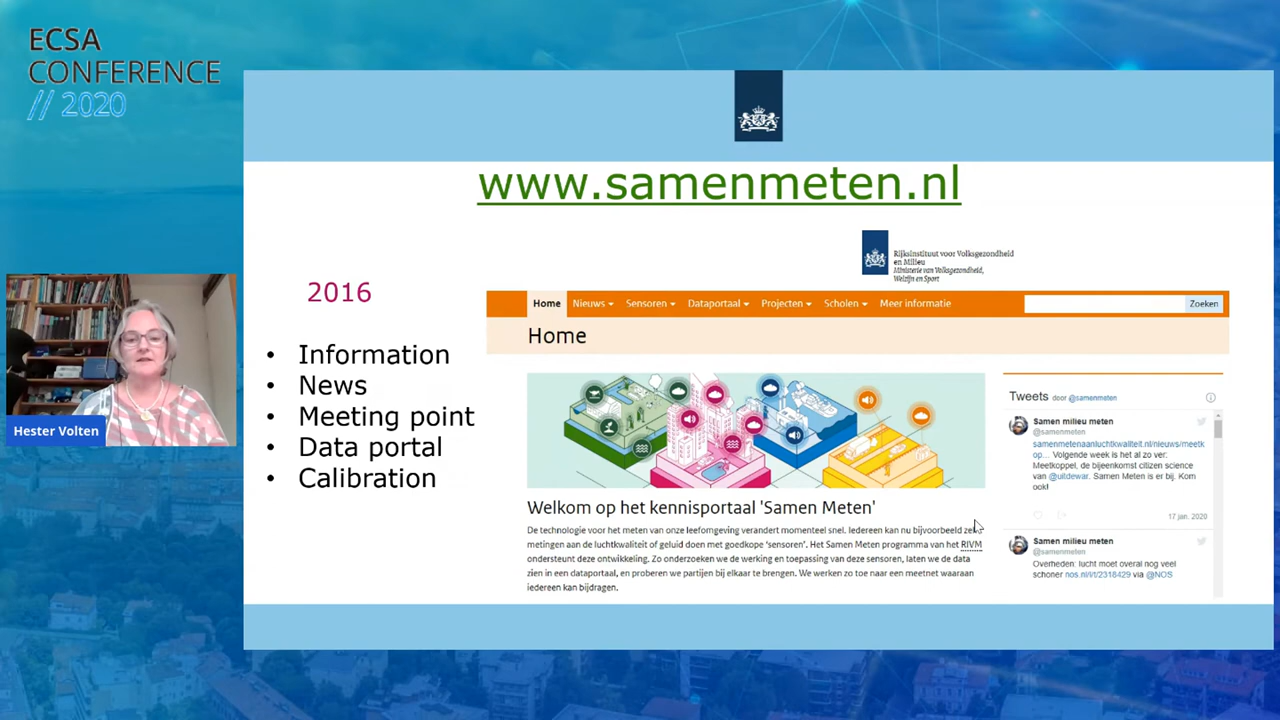 ECSA
CONFERENCE
// 2020
www.samenmeten.nl
Rijksinstituut voor Volksgezondheid
en Milieu
Ministerie van Volksgezondheid,
Welzijn en Sport
2016
• Information
• News
• Meeting point
• Data portal
• Calibration
Hester Volten
Home Nieuws Sensoren Dataportaal Projecten Scholen Meer informatie Zoeken
Home
Welkom op het kennisportaal 'Samen Meten'
De technologie voor het meten van onze leefomgeving verandert momenteel snel. Iedereen kan nu bijvoorbeeld
metingen aan de luchtkwaliteit of geluid doen met goedkope 'sensoren'. Het Samen Meten programma van het RIVM
ondersteunt deze ontwikkeling. Zo onderzoeken we de werking en toepassing van deze sensoren, laten we de data
zien in een dataportaal, en proberen we partijen bij elkaar te brengen. We werken zo toe naar een meetnet waaraan
iedereen kan bijdragen.
Tweets door @samenmeten
Samen milieu meten
@samenmeten
samenmetenaanluchtkwaliteit.nl/nieuws/meetk
op... Volgende week is het al zo ver:
Meetkoppel, de bijeenkomst citizen science
van @uildewar. Samen Meten is er bij. Kom
ook!
17 jan. 2020
Samen milieu meten
@samenmeten
Overheden: lucht moet overal nog veel
schoner nos.nl/l/t/2318429 via @NOS